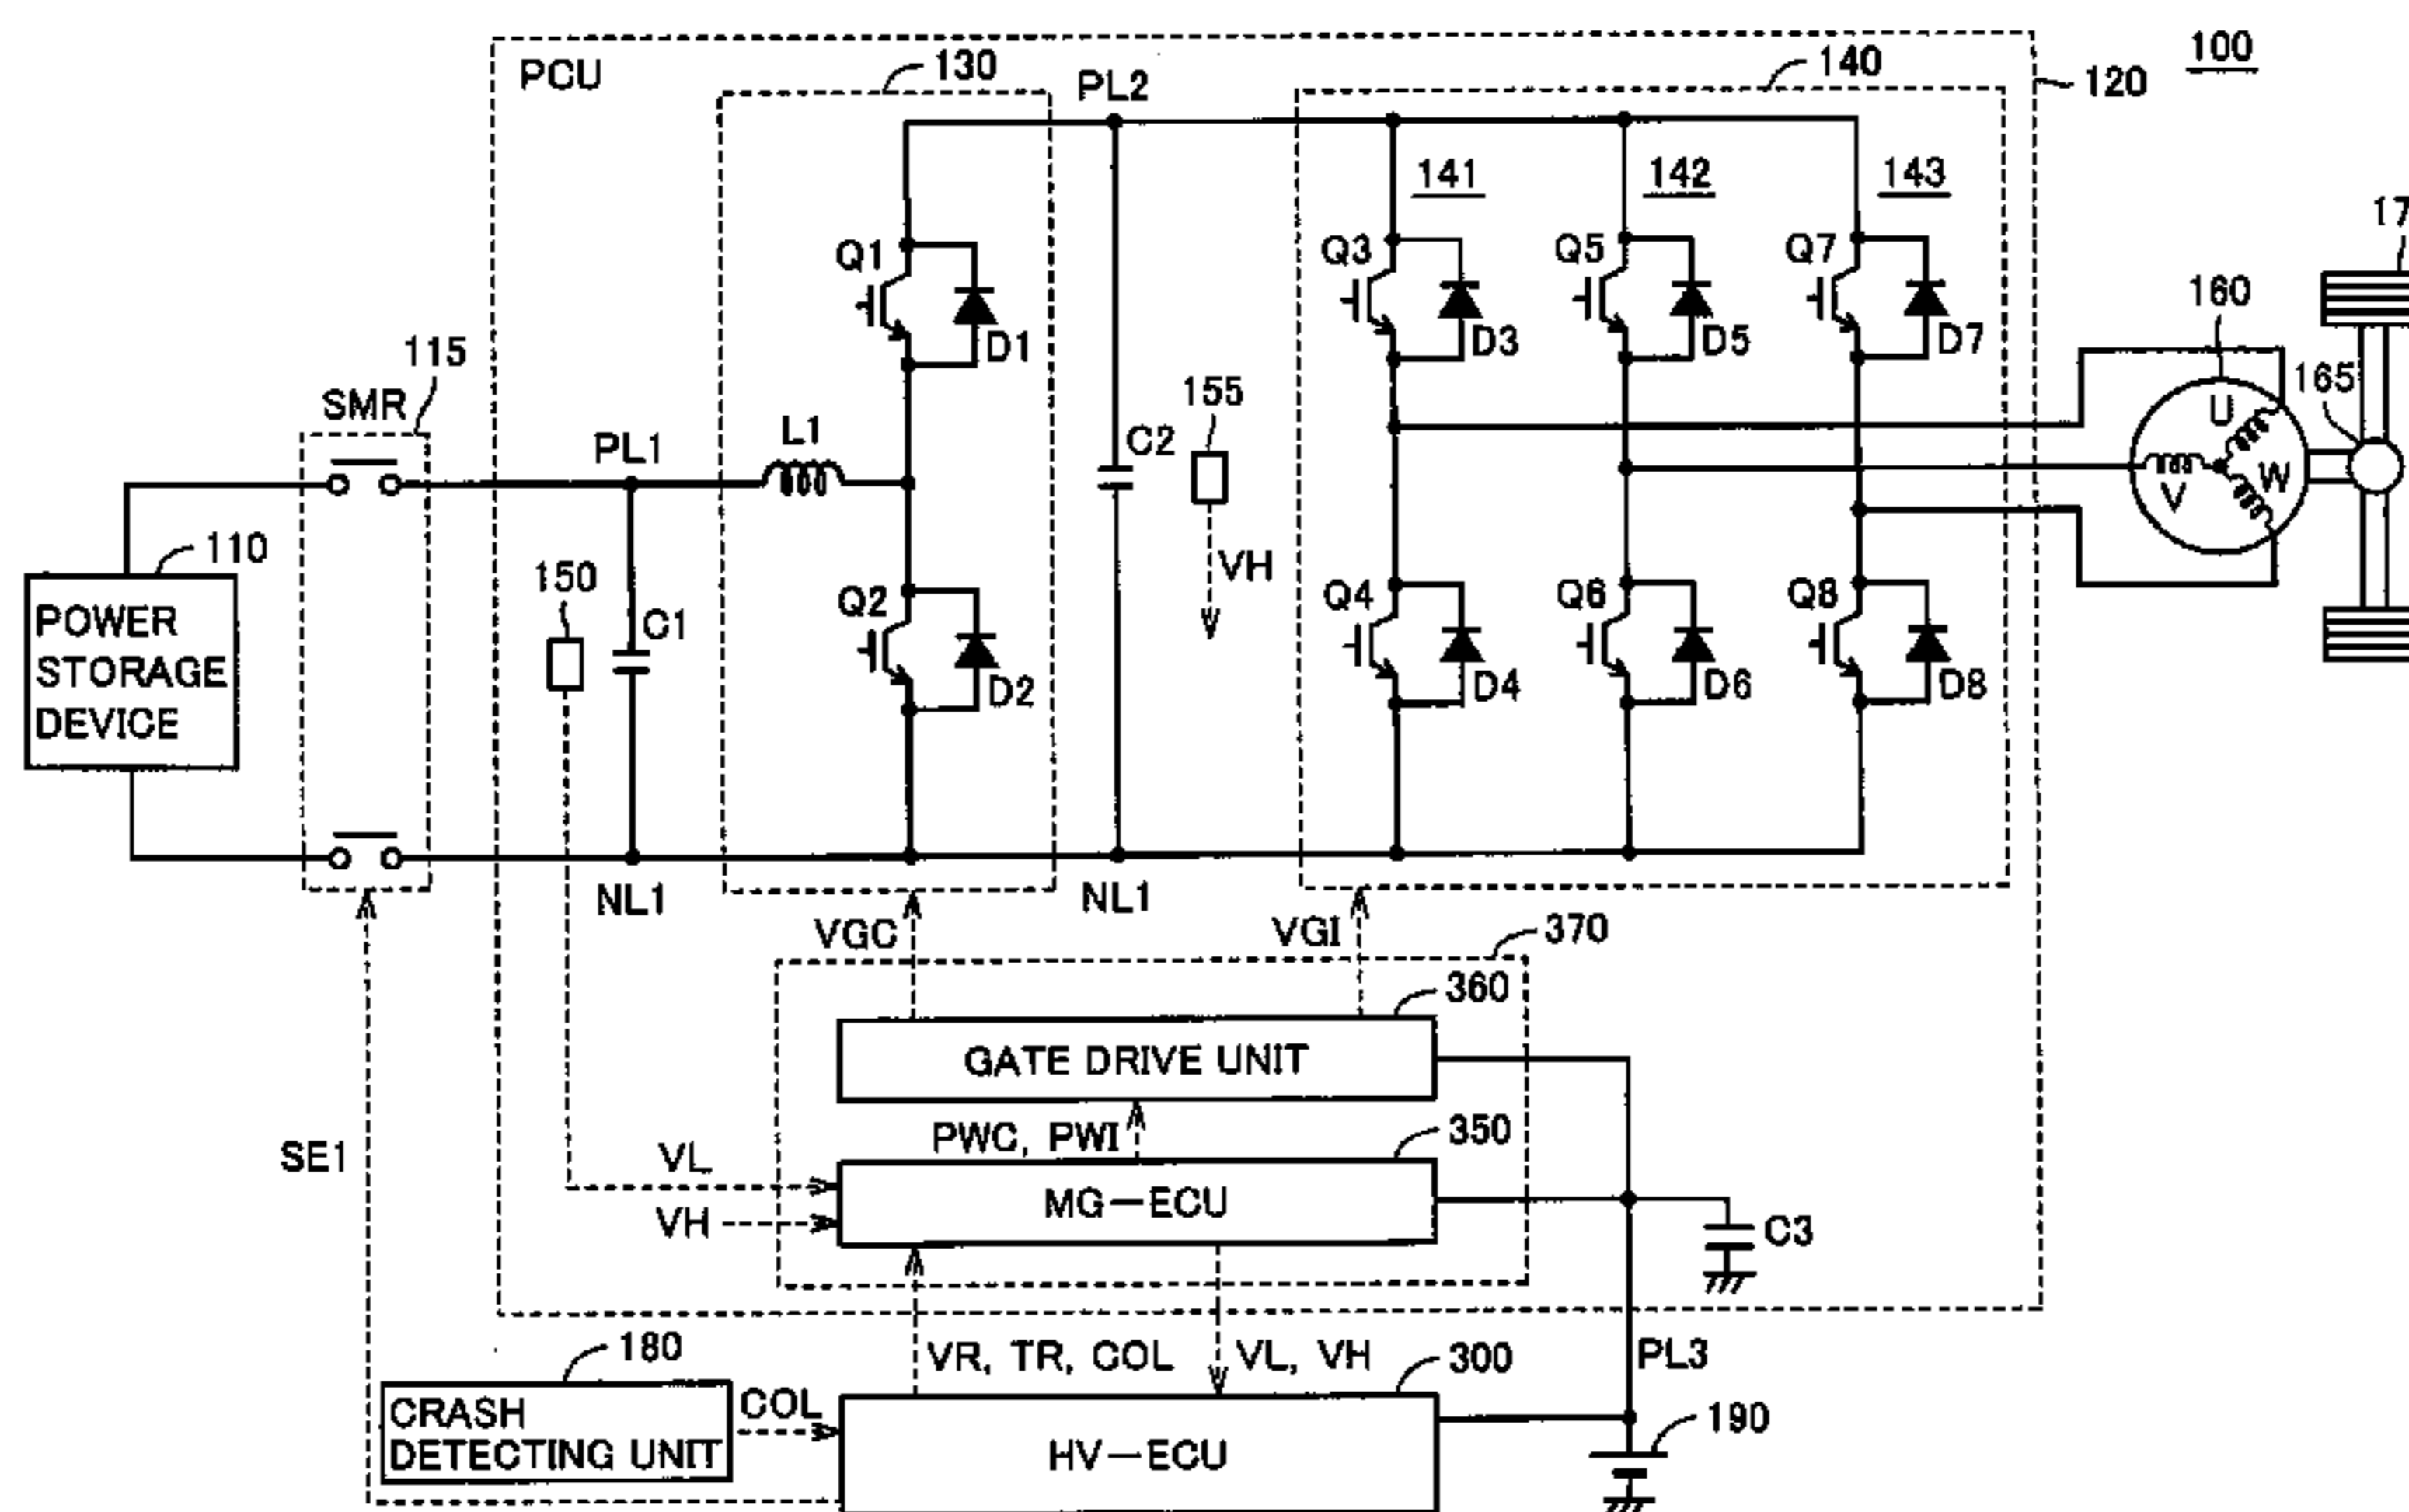 100
PCU
130
PL2
140
120
141
142
143
17
Q1
D1
Q3
D3
Q5
D5
Q7
D7
160
165
115
SMR
PL1
L1
C2
155
VH
U
V
W
110
POWER
STORAGE
DEVICE
150
C1
Q2
D2
Q4
D4
Q6
D6
Q8
D8
NL1
NL1
VGC
VGI
370
360
GATE DRIVE UNIT
PWC, PWI
350
SE1
VL
VH
MG-ECU
C3
180
VR, TR, COL
VL, VH
300
PL3
CRASH
DETECTING UNIT
COL
HV-ECU
190